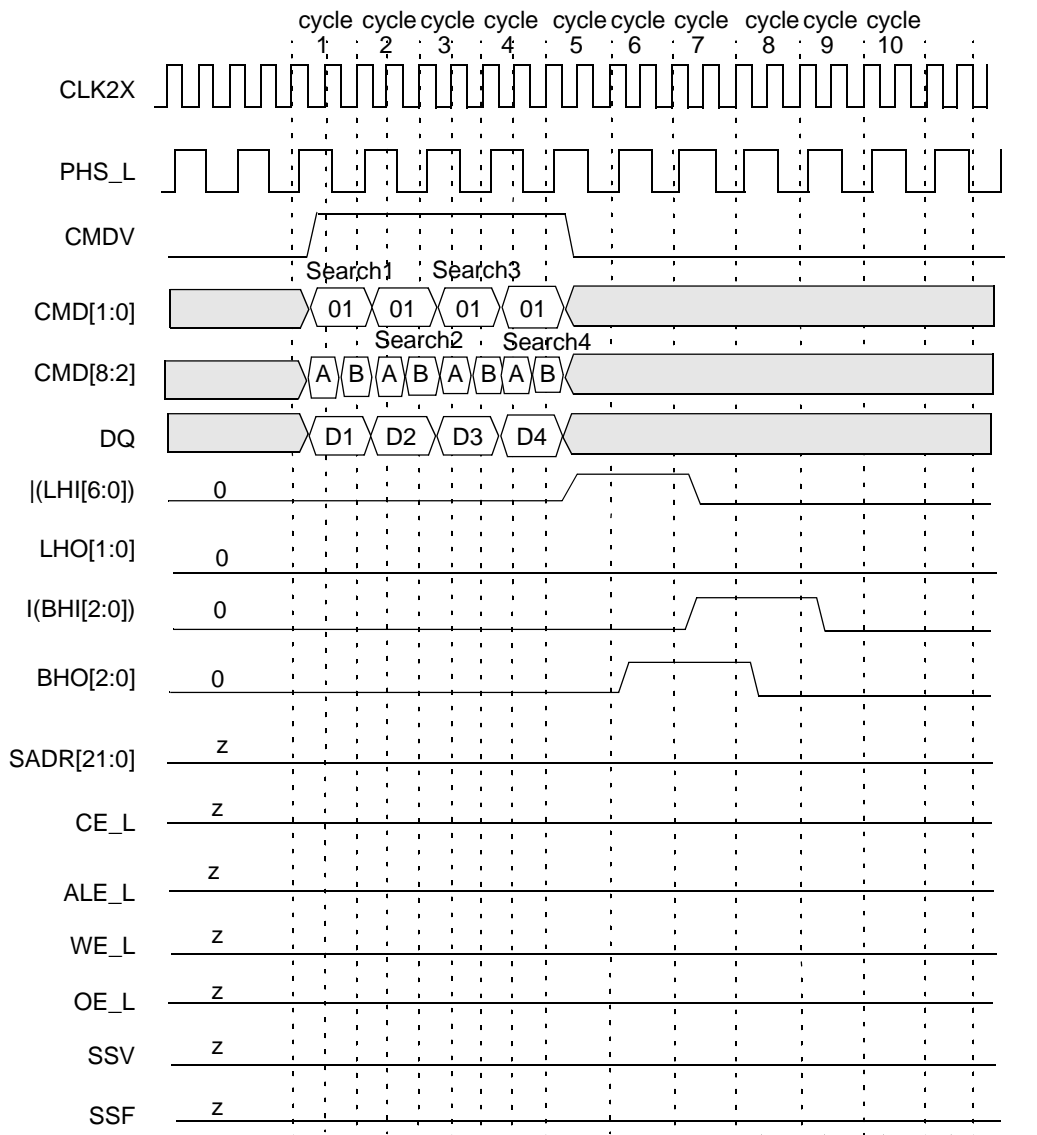 cycle cycle cycle cycle cycle cycle cycle cycle cycle cycle
1 2 3 4 5 6 7 8 9 10
CLK2X
PHS_L
CMDV
Search1 Search3
CMD[1:0] 01 01 01 01
Search2 Search4
CMD[8:2] A B A B A B A B
DQ D1 D2 D3 D4
|(LHI[6:0]) 0
LHO[1:0] 0
I(BHI[2:0]) 0
BHO[2:0] 0
SADR[21:0] z
CE_L z
ALE_L z
WE_L z
OE_L z
SSV z
SSF z